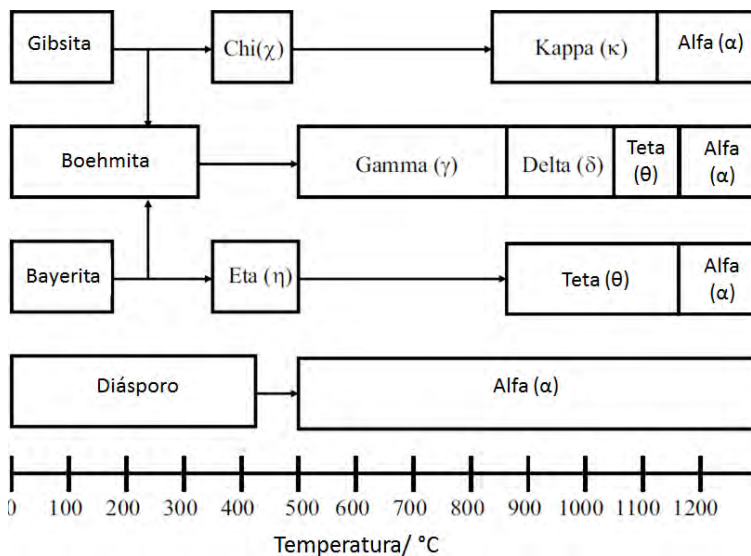 Gibsita
Chi(χ)
Kappa (κ)
Alfa (α)
Boehmita
Gamma (γ)
Delta (δ)
Teta
(θ)
Alfa
(α)
Bayerita
Eta (η)
Teta (θ)
Alfa
(α)
Diásporo
Alfa (α)
0 100 200 300 400 500 600 700 800 900 1000 1100 1200
Temperatura/ °C